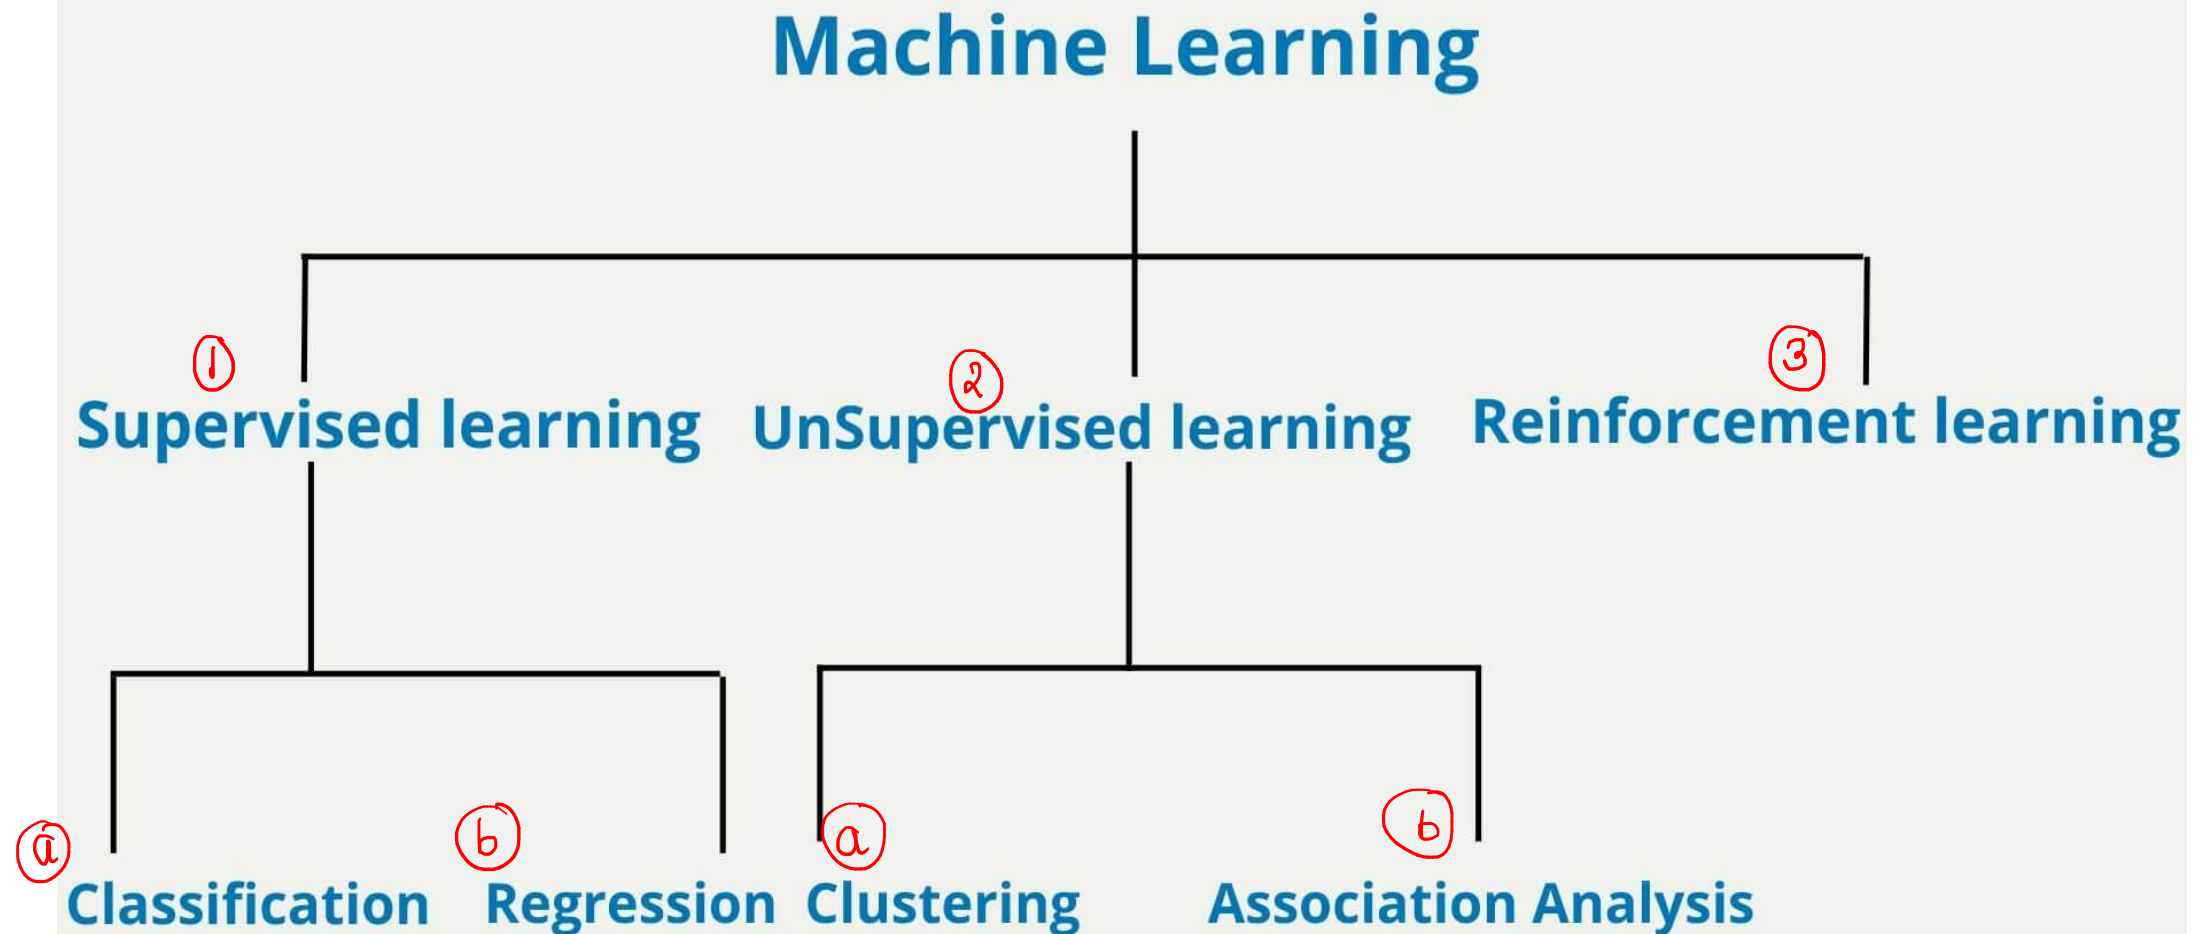 Machine Learning
1 2 3
Supervised learning UnSupervised learning Reinforcement learning
a b a b
Classification Regression Clustering Association Analysis